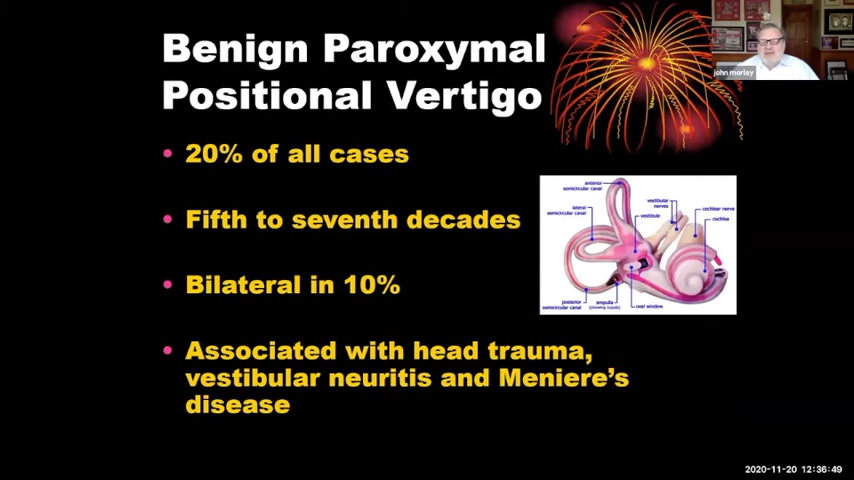 Benign Paroxymal
Positional Vertigo
john morley
• 20% of all cases
• Fifth to seventh decades
• Bilateral in 10%
• Associated with head trauma,
vestibular neuritis and Meniere's
disease
anterior
semicircular canal
vestibular
nerves
cochlear nerve
lateral
semicircular canal
vestibule
cochlea
posterior
semicircular canal
ampulla
oval window
2020-11-20 12:36:49